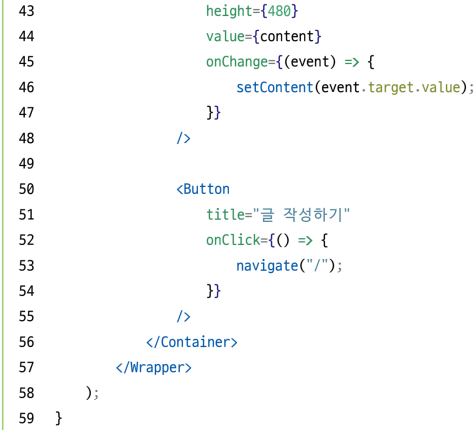 43                     height={480}
44                     value={content}
45                     onChange={(event) => {
46                         setContent(event.target.value);
47                     }}
48                 />
49
50                 <Button
51                     title="글 작성하기"
52                     onClick={() => {
53                         navigate("/");
54                     }}
55                 />
56             </Container>
57         </Wrapper>
58     );
59 }